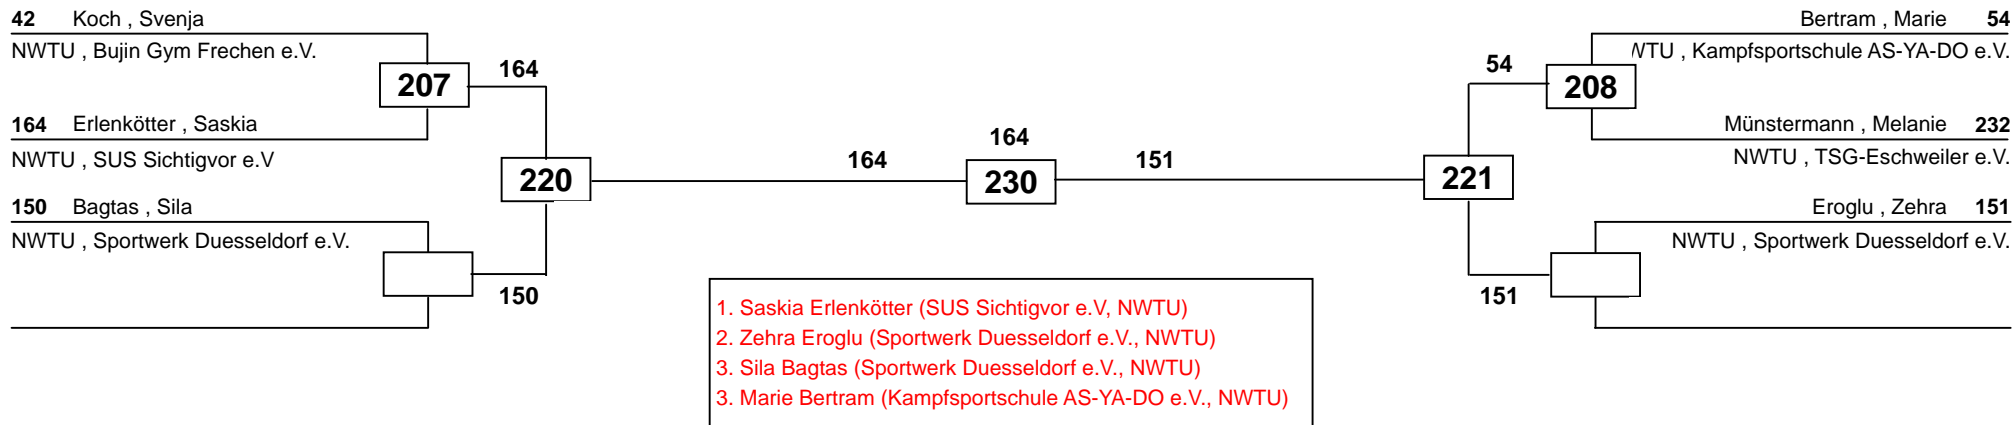 42 Koch , Svenja
NWTU , Bujin Gym Frechen e.V.
207
164
164 Erlenkötter , Saskia
NWTU , SUS Sichtigvor e.V
220
150 Bagtas , Sila
NWTU , Sportwerk Duesseldorf e.V.
150
164
164
230
151
Bertram , Marie 54
WTU , Kampfsportschule AS-YA-DO e.V.
54
208
Münstermann , Melanie 232
NWTU , TSG-Eschweiler e.V.
221
Eroglu , Zehra 151
NWTU , Sportwerk Duesseldorf e.V.
151
1. Saskia Erlenkötter (SUS Sichtigvor e.V, NWTU)
2. Zehra Eroglu (Sportwerk Duesseldorf e.V., NWTU)
3. Sila Bagtas (Sportwerk Duesseldorf e.V., NWTU)
3. Marie Bertram (Kampfsportschule AS-YA-DO e.V., NWTU)